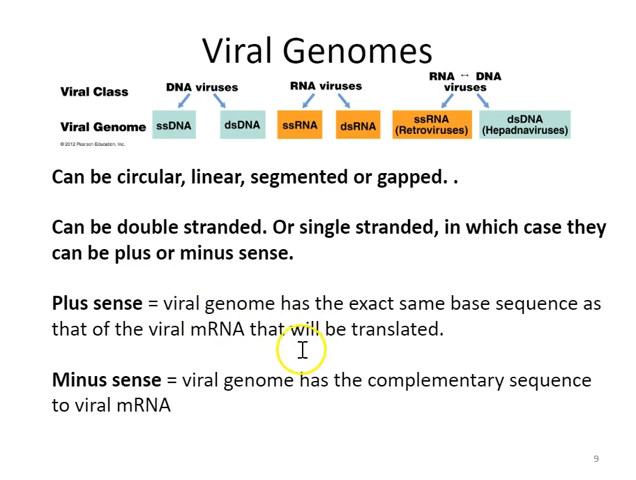 Viral Genomes
Viral Class
DNA viruses
RNA viruses
RNA ↔ DNA
viruses
Viral Genome
ssDNA
dsDNA
ssRNA
dsRNA
ssRNA
(Retroviruses)
dsDNA
(Hepadnaviruses)
© 2012 Pearson Education, Inc.
Can be circular, linear, segmented or gapped. .
Can be double stranded. Or single stranded, in which case they
can be plus or minus sense.
Plus sense = viral genome has the exact same base sequence as
that of the viral mRNA that will be translated.
Minus sense = viral genome has the complementary sequence
to viral mRNA
9